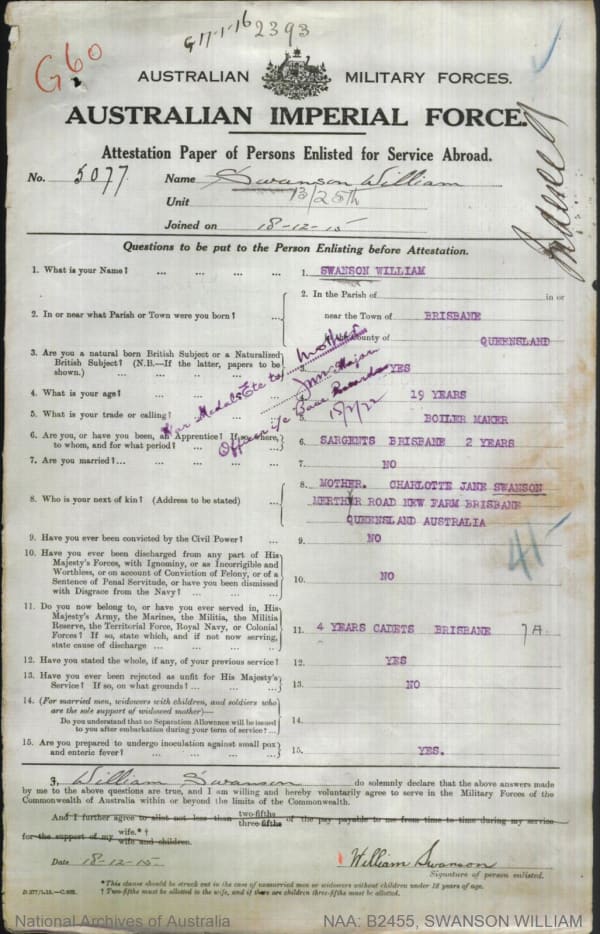 G 17-1-16 2393
G60
AUSTRALIAN MILITARY FORCES.
AUSTRALIAN IMPERIAL FORCE.
Attestation Paper of Persons Enlisted for Service Abroad.
No. 5077 Name Swanson William
Unit 13/25th
Joined on 18-12-15
Questions to be put to the Person Enlisting before Attestation.
1. What is your Name? ... ... ... ... 1. SWANSON WILLIAM
2. In or near what Parish or Town were you born? ... 2. In the Parish of in or
near the Town of BRISBANE
County of QUEENSLAND
3. Are you a natural born British Subject or a Naturalized
British Subject? (N.B.—If the latter, papers to be
shown.) ... ... ... ... YES
4. What is your age? ... 19 YEARS
5. What is your trade or calling? 5. BOILER MAKER
6. Are you, or have you been, an Apprentice? If so, where,
to whom, and for what period? ... 6. SARGENTS BRISBANE 2 YEARS
7. Are you married? ... ... ... 7. NO
8. Who is your next of kin? (Address to be stated) ... 8. MOTHER. CHARLOTTE JANE SWANSON
MERTHYR ROAD NEW FARM BRISBANE
QUEENSLAND AUSTRALIA
War Medals Etc to Mother
Major
Officer i/c Base Records
41-
9. Have you ever been convicted by the Civil Power? ... 9. NO
10. Have you ever been discharged from any part of His
Majesty's Forces, with Ignominy, or as Incorrigible and
Worthless, or on account of Conviction of Felony, or of a
Sentence of Penal Servitude, or have you been dismissed
with Disgrace from the Navy? ... ... 10. NO
11. Do you now belong to, or have you ever served in, His
Majesty's Army, the Marines, the Militia, the Militia
Reserve, the Territorial Force, Royal Navy, or Colonial
Forces? If so, state which, and if not now serving,
state cause of discharge ... ... 11. 4 YEARS CADETS BRISBANE 7A.
12. Have you stated the whole, if any, of your previous service? 12. YES
13. Have you ever been rejected as unfit for His Majesty's
Service? If so, on what grounds? ... ... 13. NO
14. (For married men, widowers with children, and soldiers who
are the sole support of widowed mother)—
Do you understand that no Separation Allowance will be issued
to you after embarkation during your term of service? ... 14.
15. Are you prepared to undergo inoculation against small pox
and enteric fever? ... ... ... 15. YES.
I, William Swanson do solemnly declare that the above answers made
by me to the above questions are true, and I am willing and hereby voluntarily agree to serve in the Military Forces of the
Commonwealth of Australia within or beyond the limits of the Commonwealth.
And I further agree to allot not less than two-fifths three-fifths of the pay payable to me from time to time during my service
for the support of my wife.*† wife and children.
Date 18-12-15 William Swanson
Signature of person enlisted.
*This clause should be struck out in the case of unmarried men or widowers without children under 18 years of age.
† Two-fifths must be allotted to the wife, and if there are children three-fifths must be allotted.
National Archives of Australia NAA: B2455, SWANSON WILLIAM